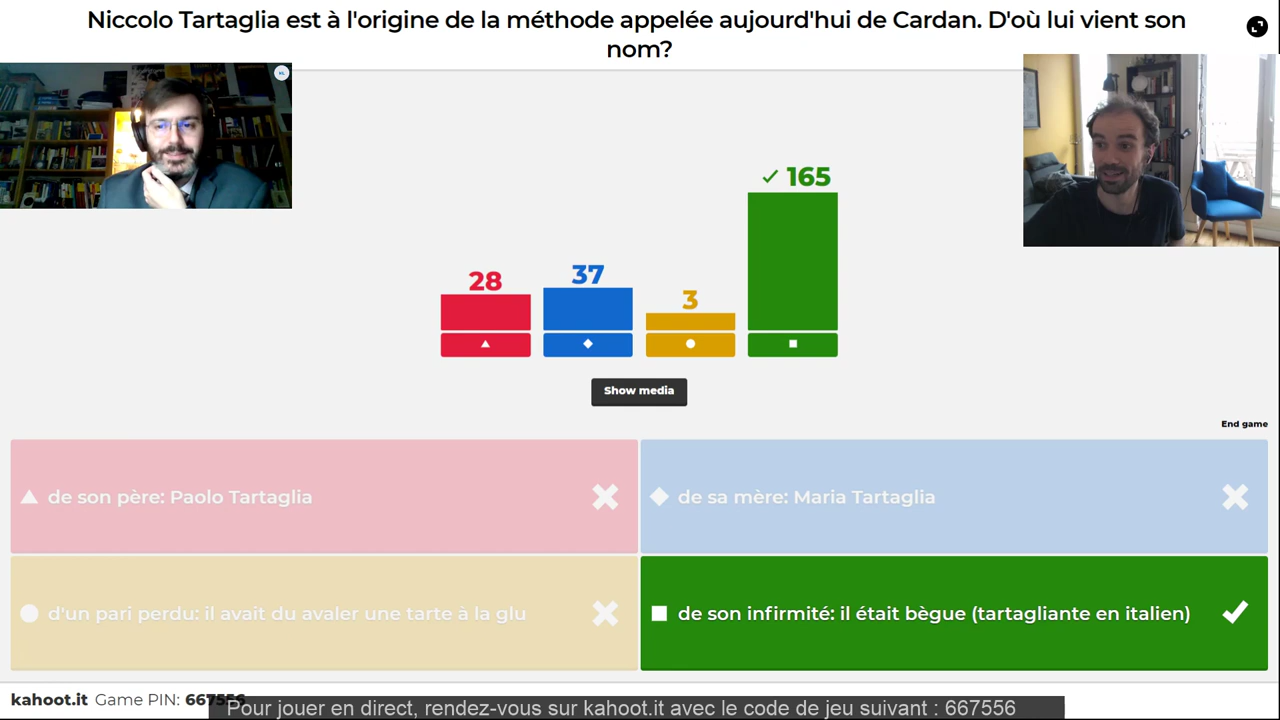 Niccolo Tartaglia est à l'origine de la méthode appelée aujourd'hui de Cardan. D'où lui vient son
nom?
165
28
37
3
Show media
End game
de son père: Paolo Tartaglia
de sa mère: Maria Tartaglia
d'un pari perdu: il avait du avaler une tarte à la glu
de son infirmité: il était bègue (tartagliante en italien)
kahoot.it Game PIN: 667556
Pour jouer en direct, rendez-vous sur kahoot.it avec le code de jeu suivant : 667556